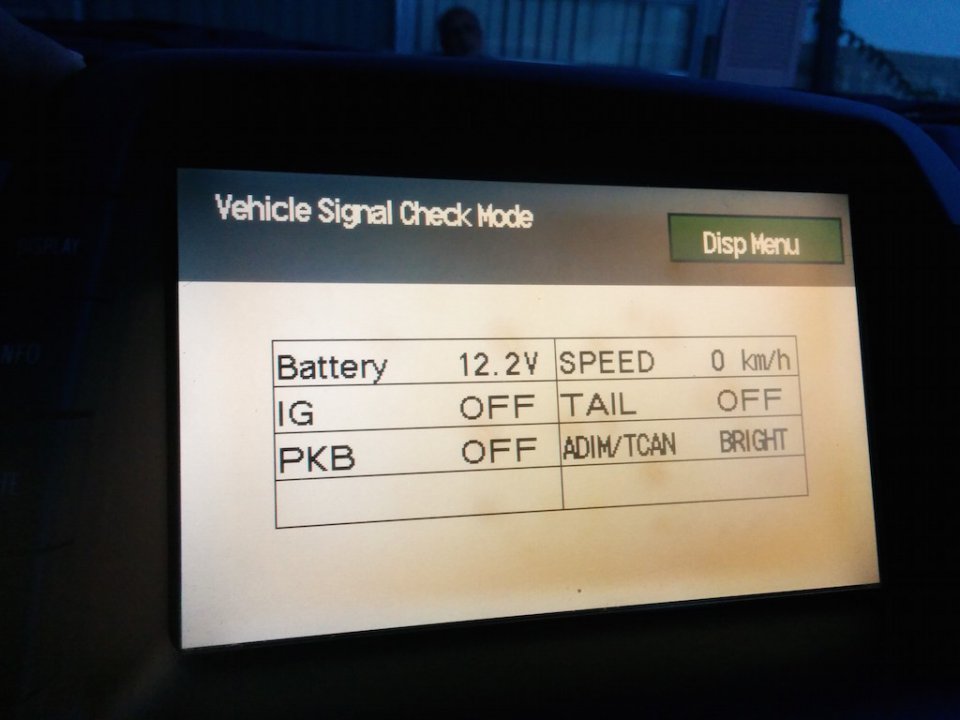 Vehicle Signal Check Mode
Disp Menu
Battery 12.2V SPEED 0 km/h
IG OFF TAIL OFF
PKB OFF ADIM/TCAN BRIGHT
DISPLAY